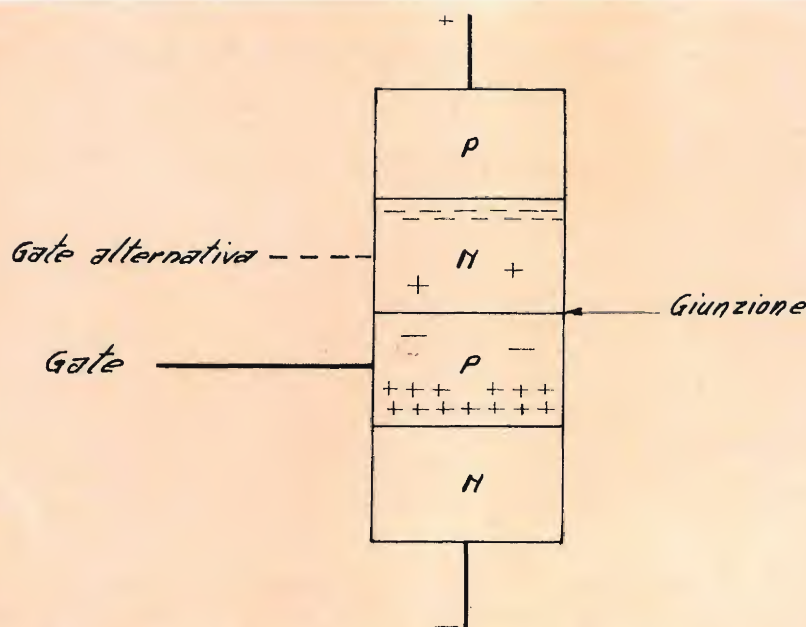 +
P
— — — — — —
— — — — —
Gate alternativa
N
+ +
Giunzione
— —
Gate
P
+ + + + + +
+ + + + + + +
N
—